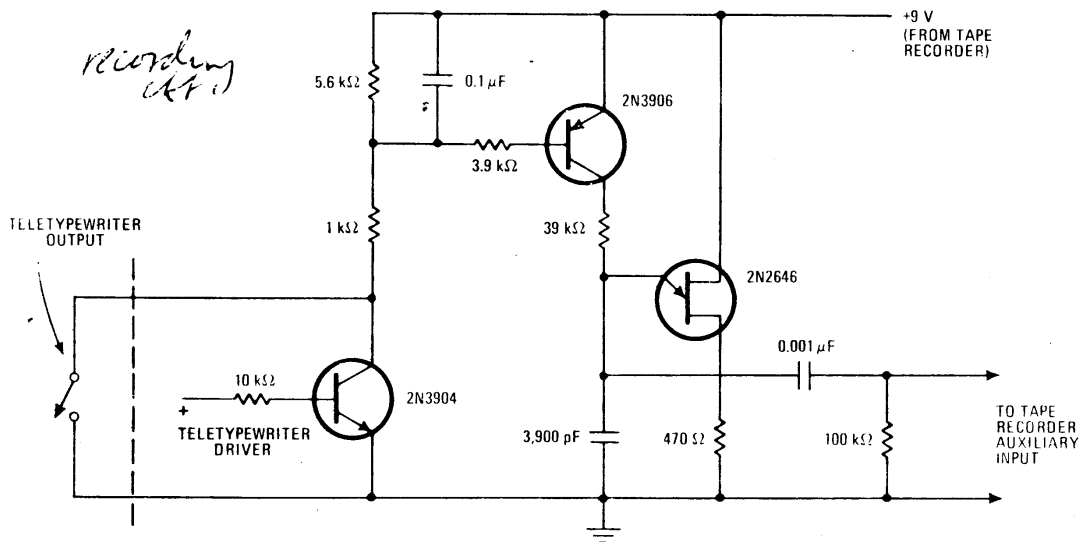 recording
+9 V
(FROM TAPE
RECORDER)
5.6 kΩ
0.1 μF
2N3906
3.9 kΩ
TELETYPEWRITER
OUTPUT
1 kΩ
39 kΩ
2N2646
0.001 μF
10 kΩ
2N3904
+
TELETYPEWRITER
DRIVER
3,900 pF
470 Ω
100 kΩ
TO TAPE
RECORDER
AUXILIARY
INPUT